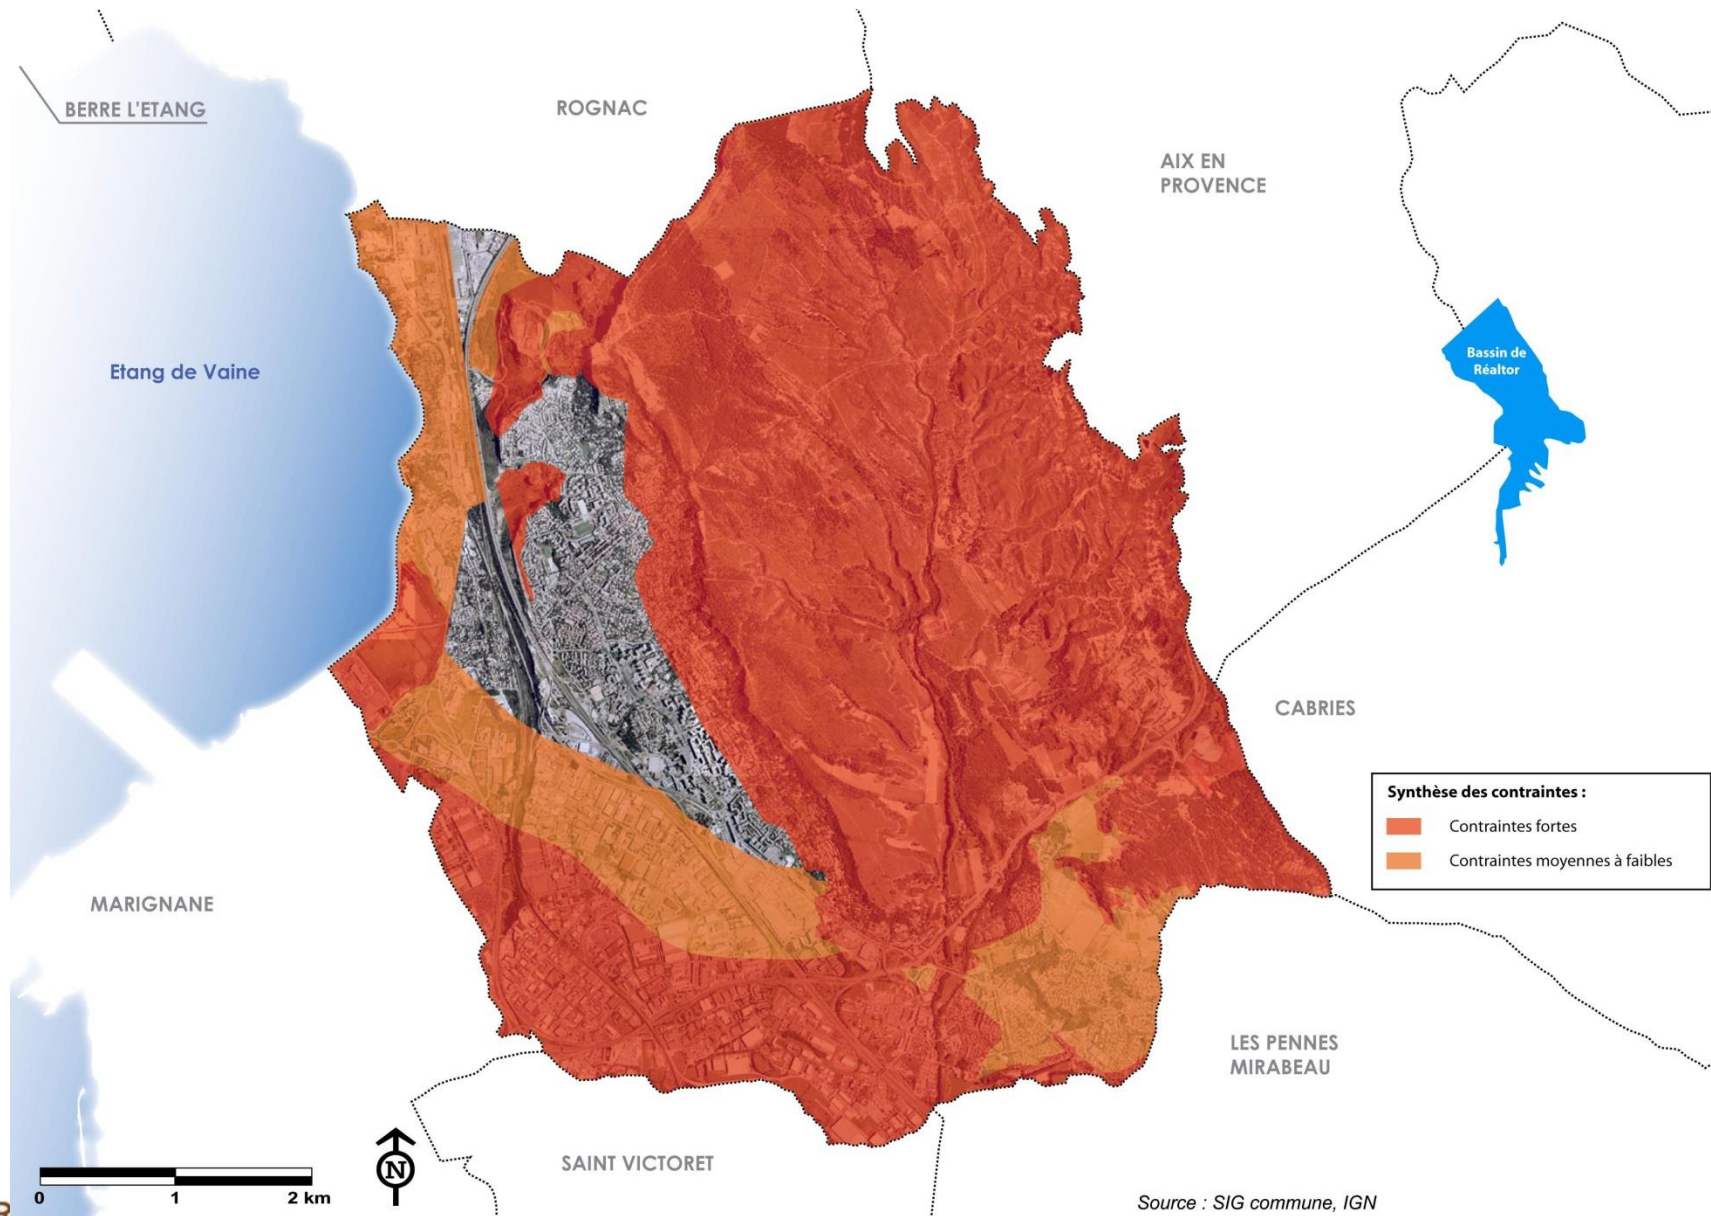 BERRE L'ETANG
ROGNAC
AIX EN
PROVENCE
Bassin de
Réaltor
Etang de Vaine
CABRIES
Synthèse des contraintes :
Contraintes fortes
Contraintes moyennes à faibles
MARIGNANE
LES PENNES
MIRABEAU
SAINT VICTORET
N
0 1 2 km
Source : SIG commune, IGN